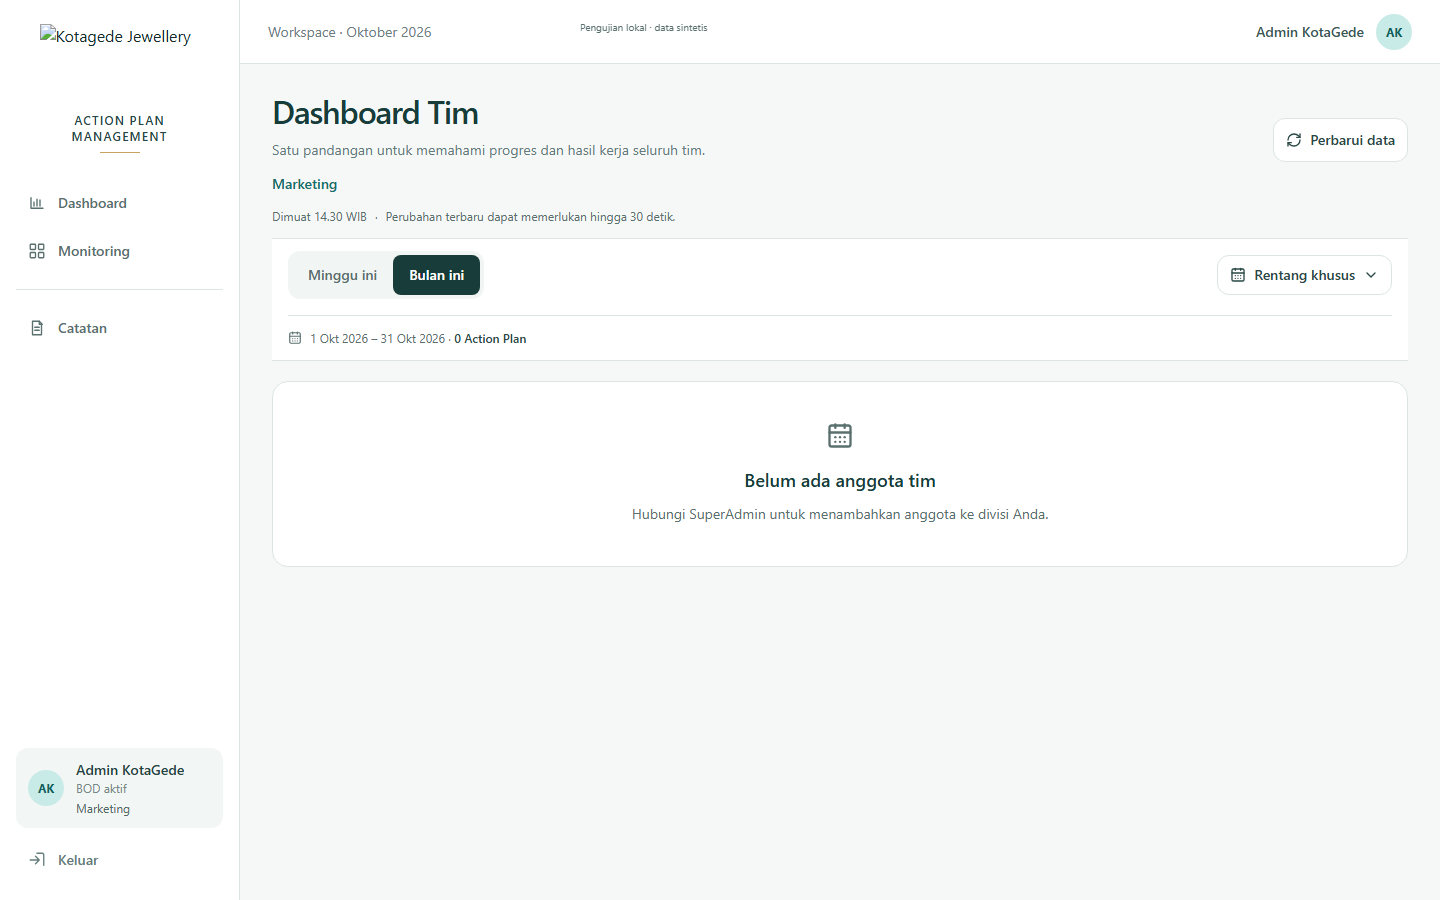 Kotagede Jewellery
ACTION PLAN
MANAGEMENT
Dashboard
Monitoring
Catatan
AK
Admin KotaGede
BOD aktif
Marketing
Keluar
Workspace · Oktober 2026
Pengujian lokal · data sintetis
Admin KotaGede
AK
Dashboard Tim
Satu pandangan untuk memahami progres dan hasil kerja seluruh tim.
Marketing
Dimuat 14.30 WIB · Perubahan terbaru dapat memerlukan hingga 30 detik.
Perbarui data
Minggu ini
Bulan ini
Rentang khusus
1 Okt 2026 – 31 Okt 2026 · 0 Action Plan
Belum ada anggota tim
Hubungi SuperAdmin untuk menambahkan anggota ke divisi Anda.